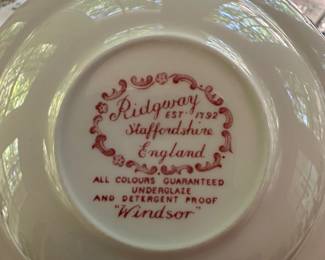 Ridgway
EST. 1792
Staffordshire
England
ALL COLOURS GUARANTEED
UNDERGLAZE
AND DETERGENT PROOF
"Windsor"